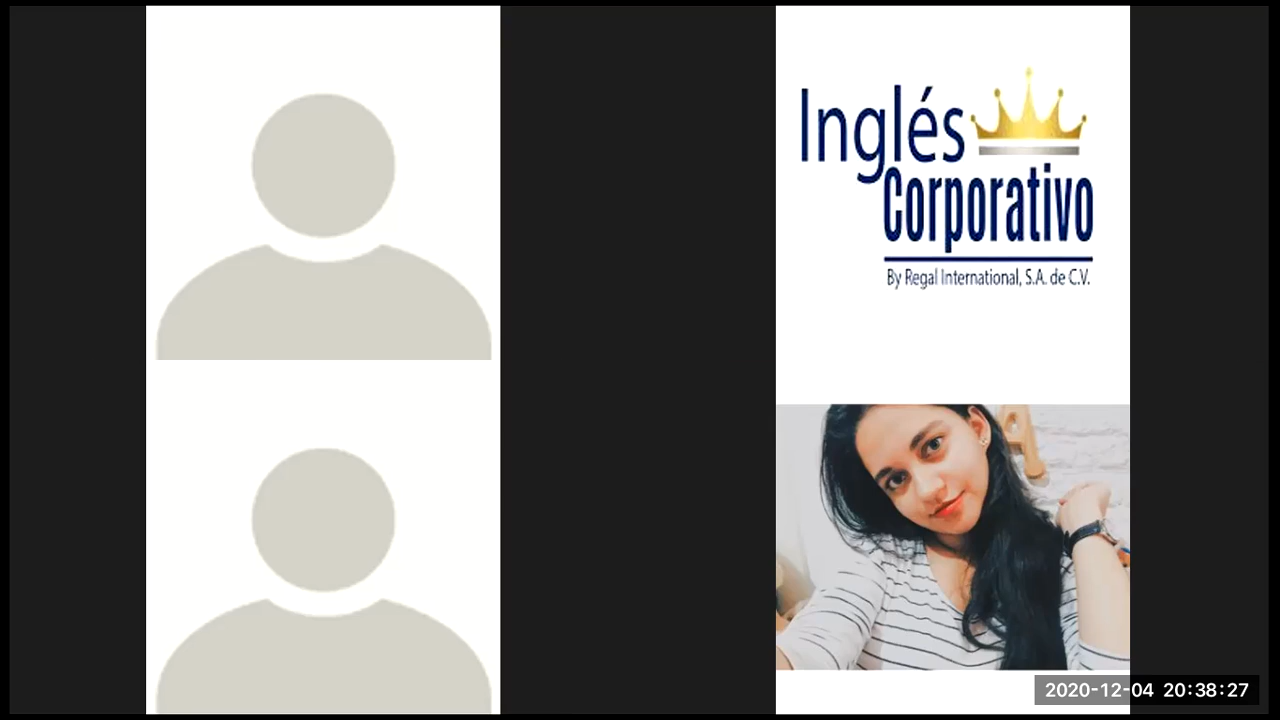 Inglés
Corporativo
By Regal International, S.A. de C.V.
2020-12-04 20:38:27